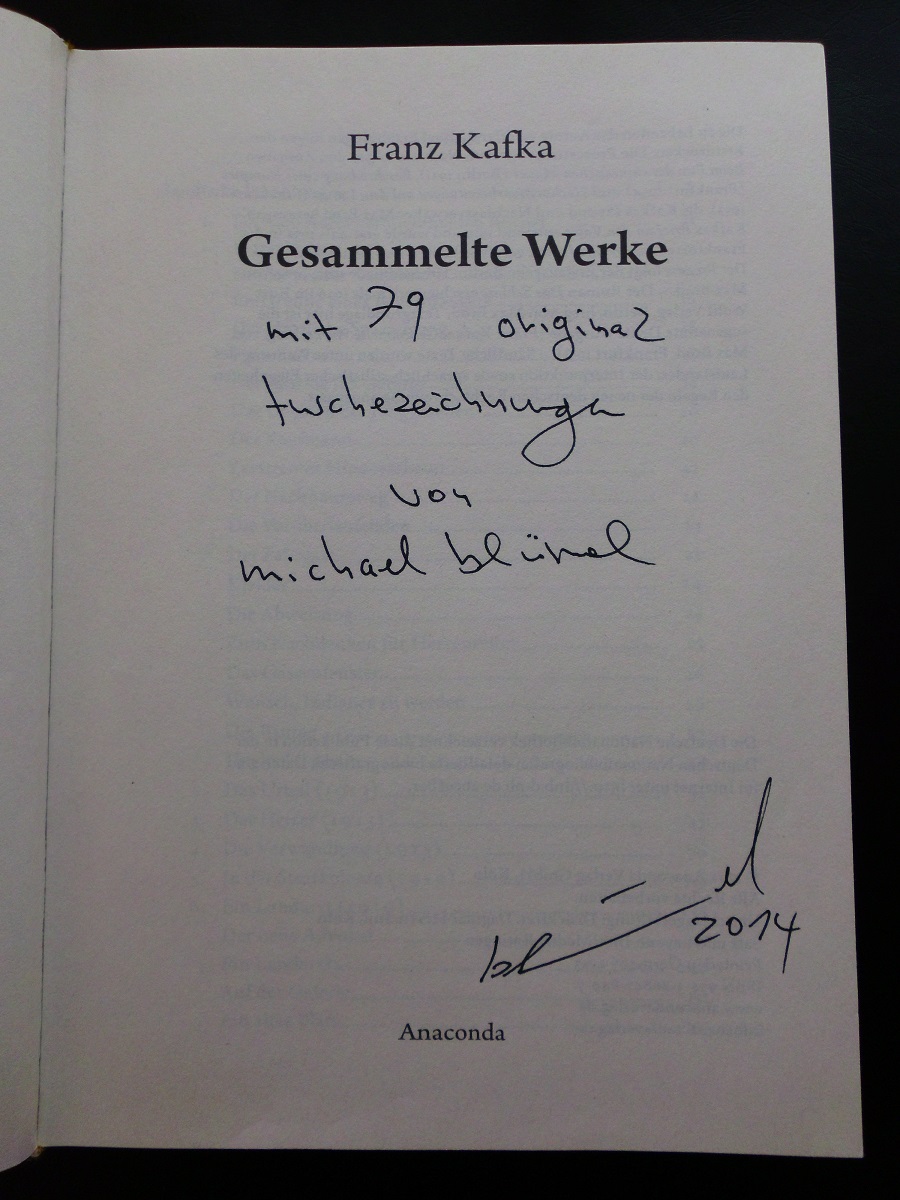 Franz Kafka
Gesammelte Werke
mit 79 original
tuschezeichnungen
von
michael blümel
2014
Anaconda